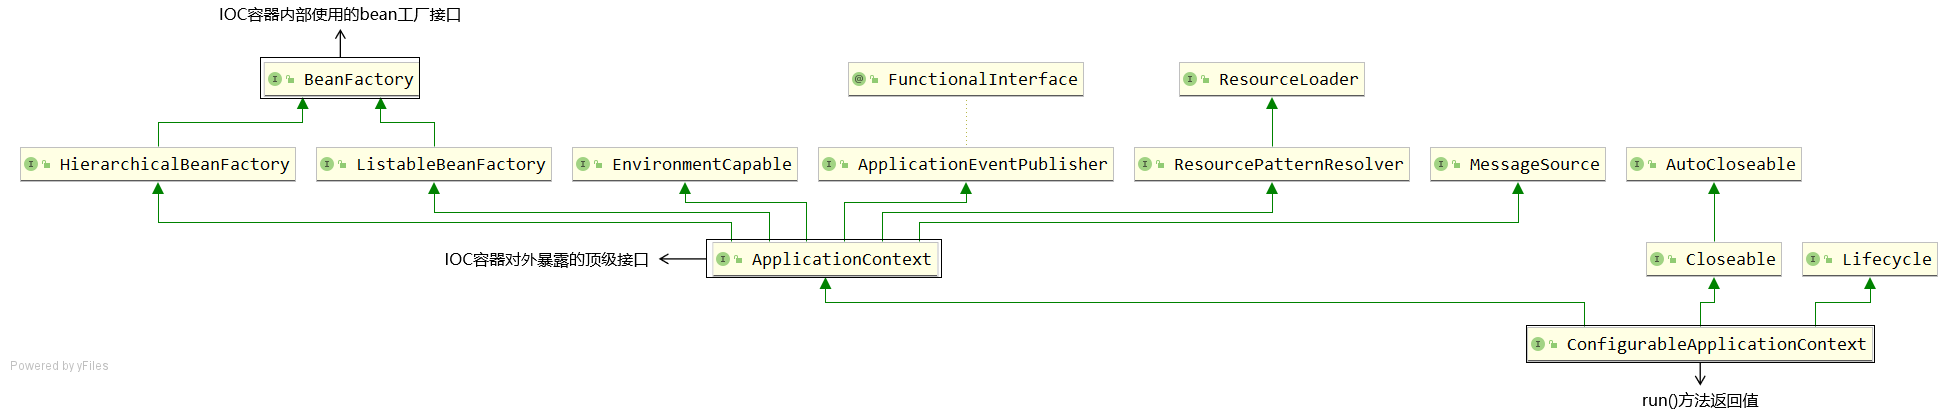 IOC容器内部使用的bean工厂接口
BeanFactory
FunctionalInterface
ResourceLoader
HierarchicalBeanFactory
ListableBeanFactory
EnvironmentCapable
ApplicationEventPublisher
ResourcePatternResolver
MessageSource
AutoCloseable
IOC容器对外暴露的顶级接口
ApplicationContext
Closeable
Lifecycle
ConfigurableApplicationContext
Powered by yFiles
run()方法返回值